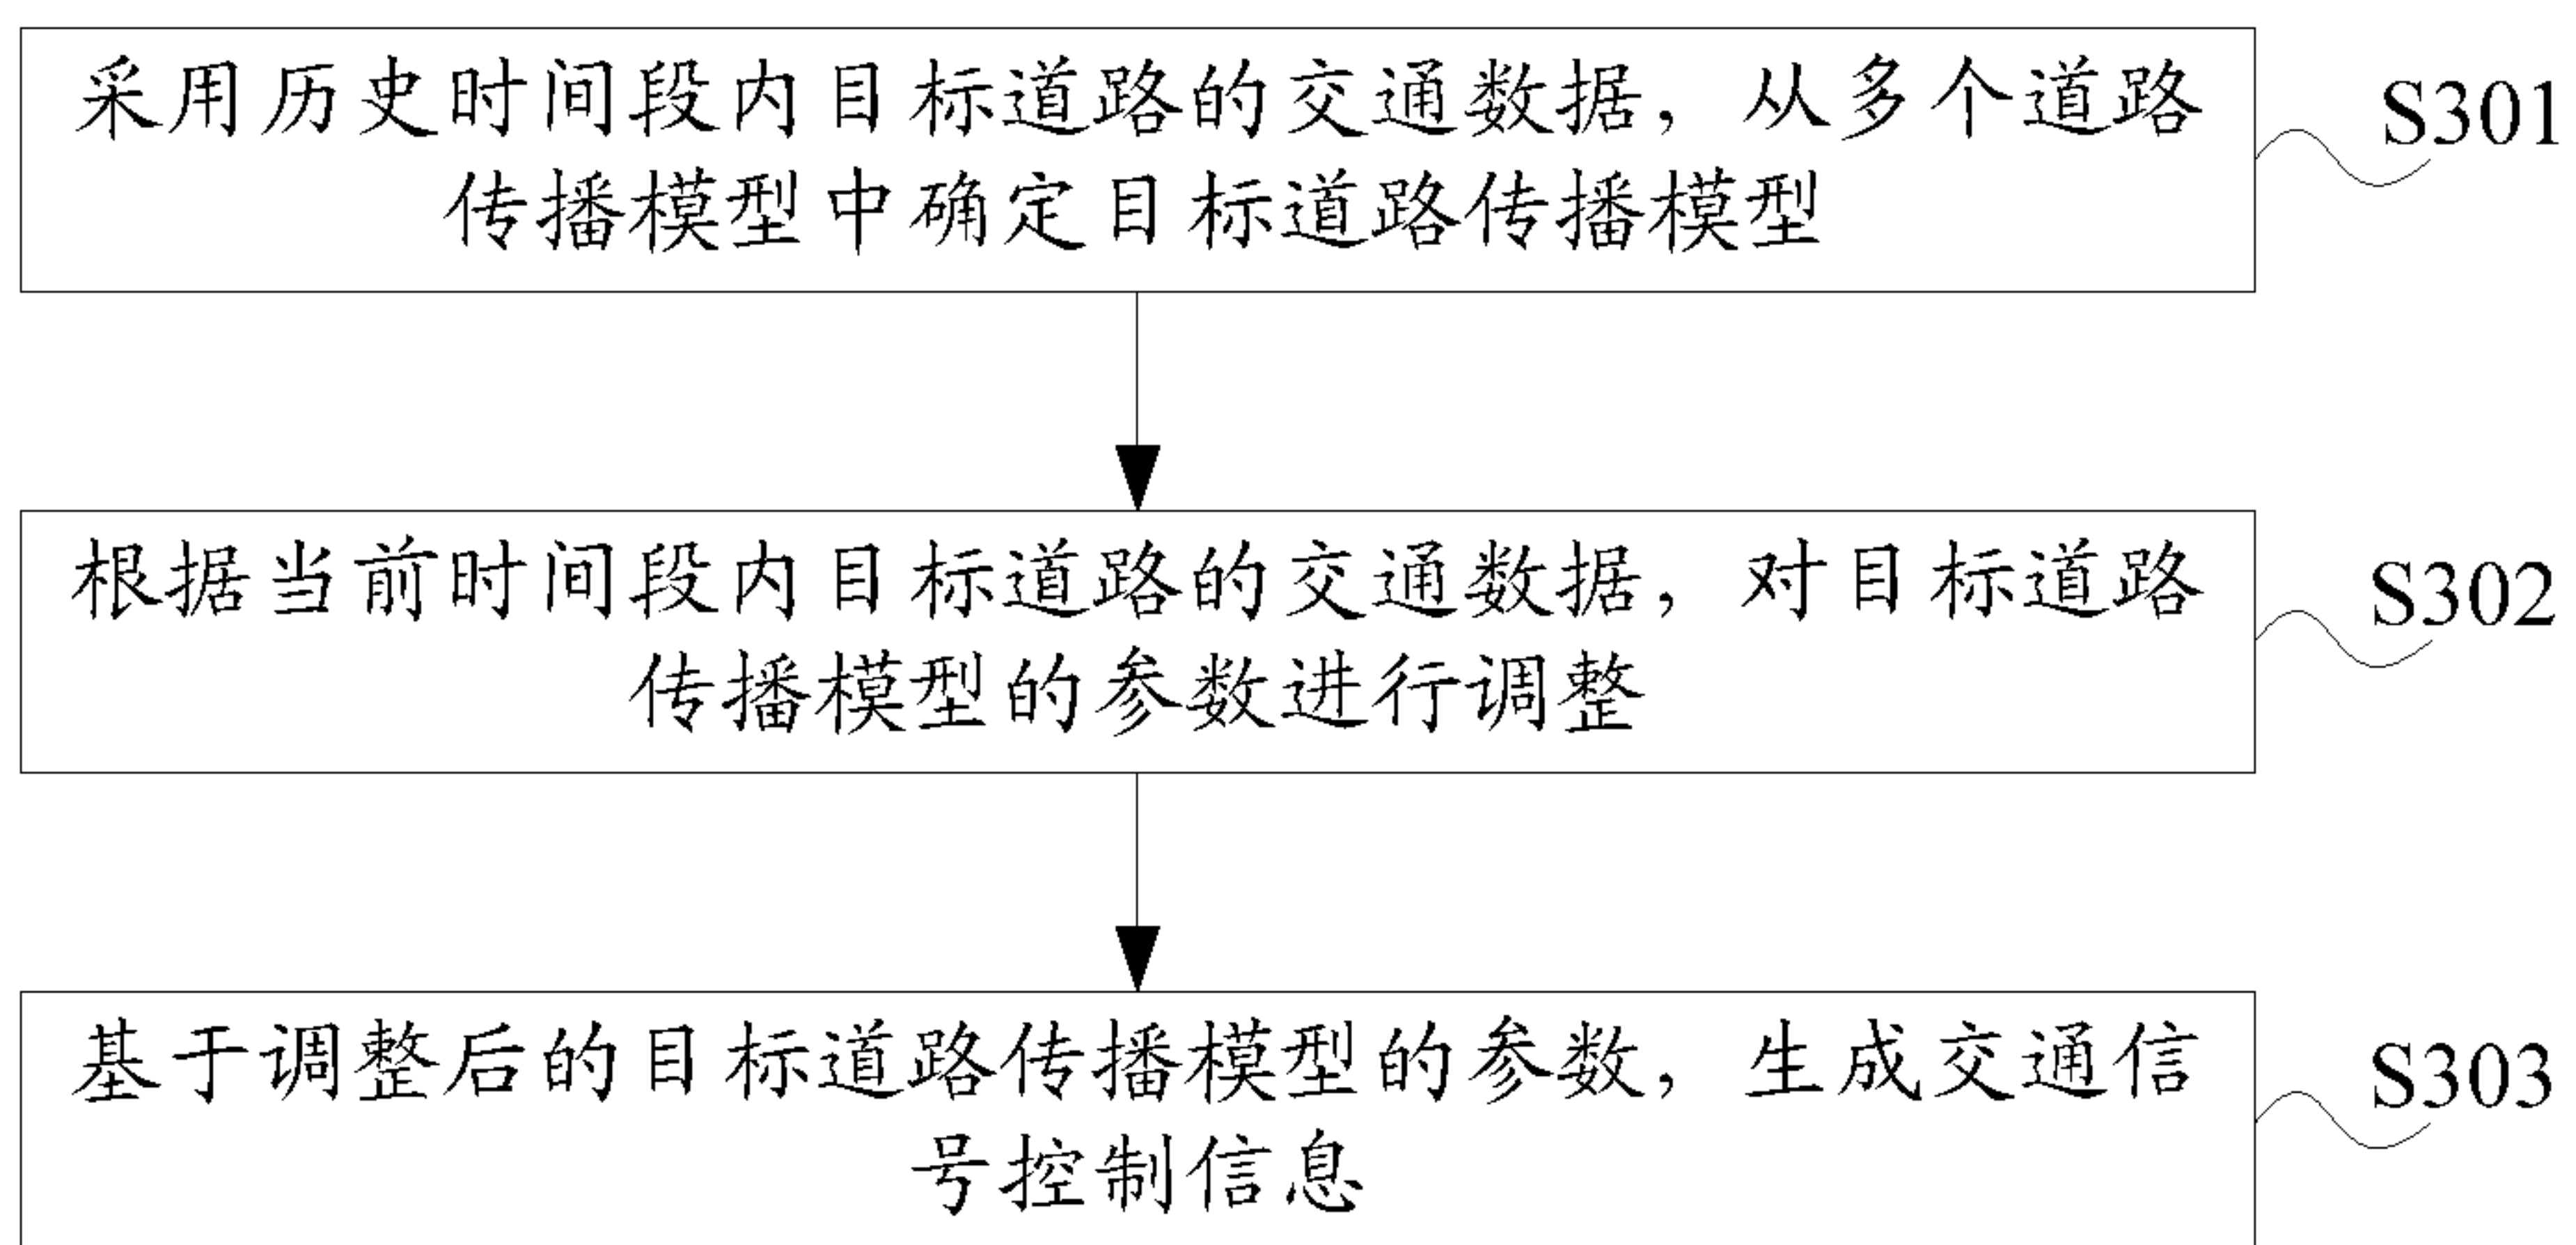 采用历史时间段内目标道路的交通数据，从多个道路
传播模型中确定目标道路传播模型
S301
根据当前时间段内目标道路的交通数据，对目标道路
传播模型的参数进行调整
S302
基于调整后的目标道路传播模型的参数，生成交通信
号控制信息
S303